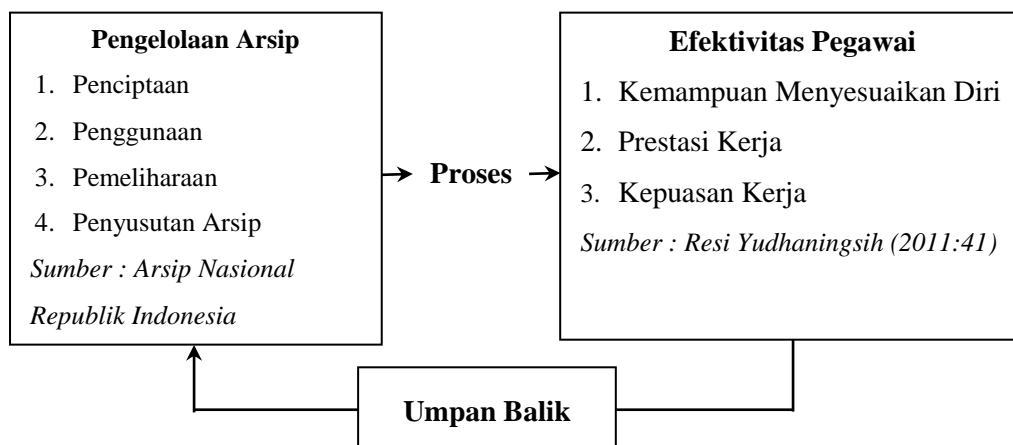 Pengelolaan Arsip
1. Penciptaan
2. Penggunaan
3. Pemeliharaan
4. Penyusutan Arsip
Sumber : Arsip Nasional
Republik Indonesia
Proses
Efektivitas Pegawai
1. Kemampuan Menyesuaikan Diri
2. Prestasi Kerja
3. Kepuasan Kerja
Sumber : Resi Yudhaningsih (2011:41)
Umpan Balik